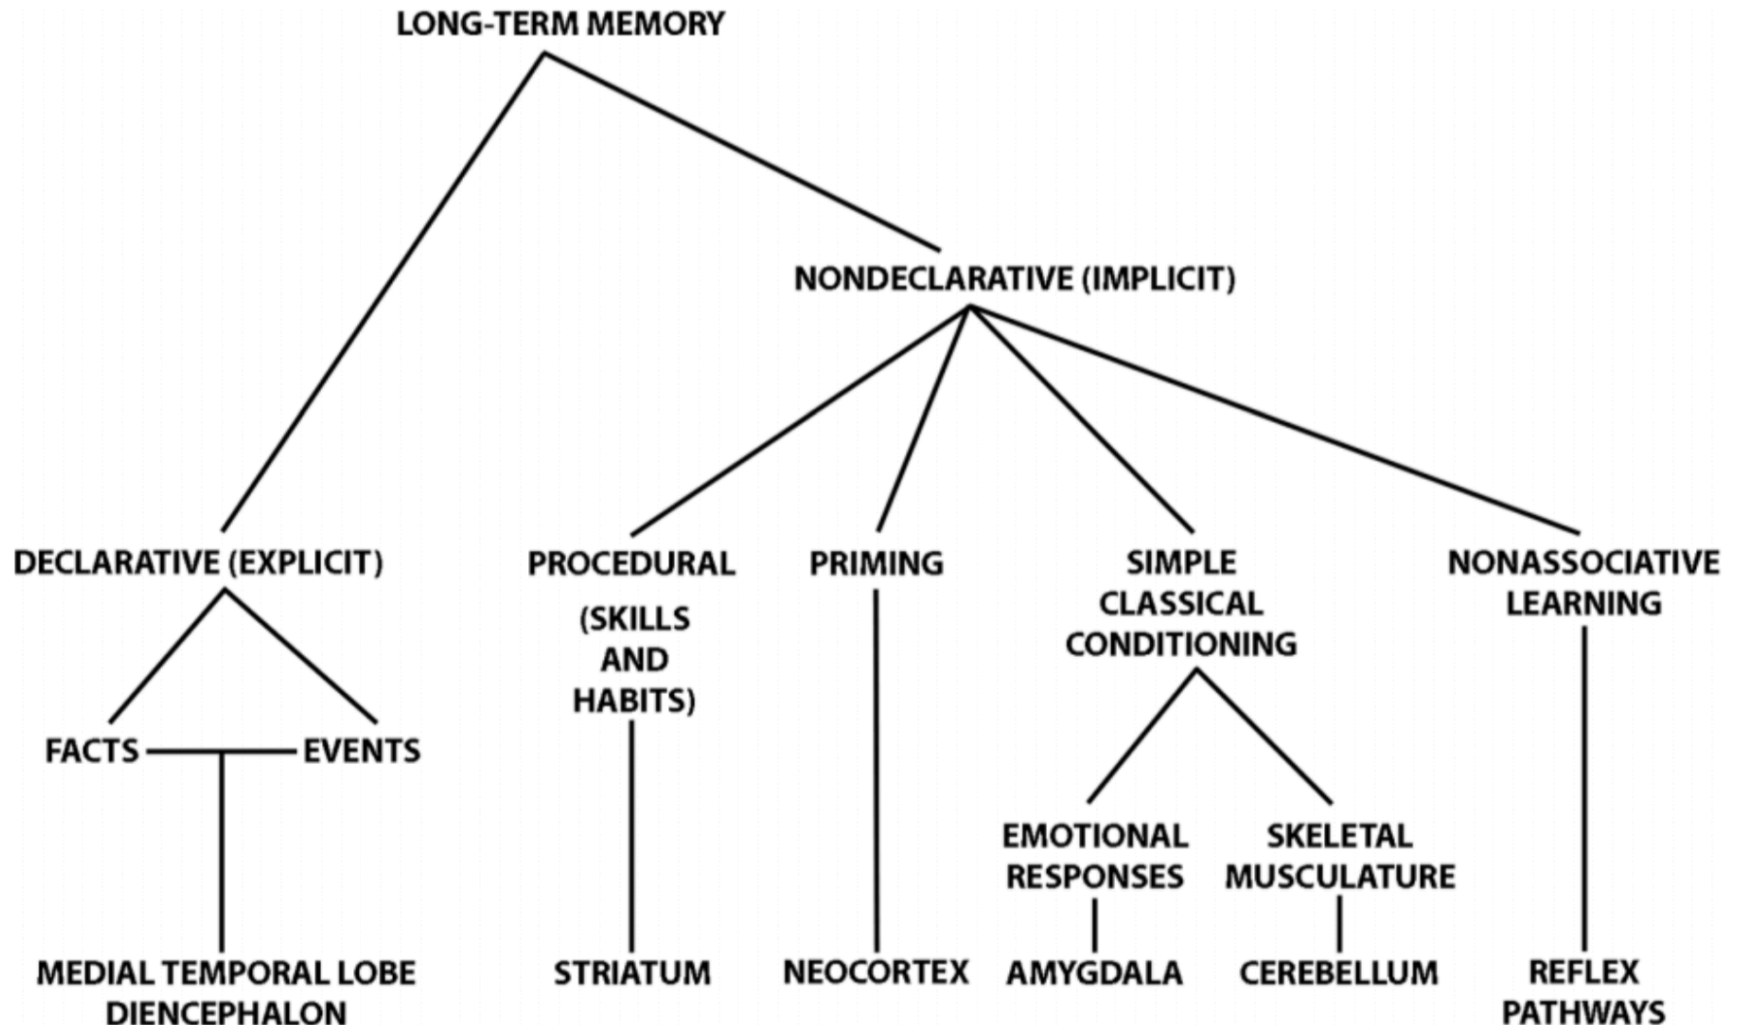 LONG-TERM MEMORY
NONDECLARATIVE (IMPLICIT)
DECLARATIVE (EXPLICIT)
PROCEDURAL
(SKILLS
AND
HABITS)
PRIMING
SIMPLE
CLASSICAL
CONDITIONING
NONASSOCIATIVE
LEARNING
FACTS
EVENTS
EMOTIONAL
RESPONSES
SKELETAL
MUSCULATURE
MEDIAL TEMPORAL LOBE
DIENCEPHALON
STRIATUM
NEOCORTEX
AMYGDALA
CEREBELLUM
REFLEX
PATHWAYS